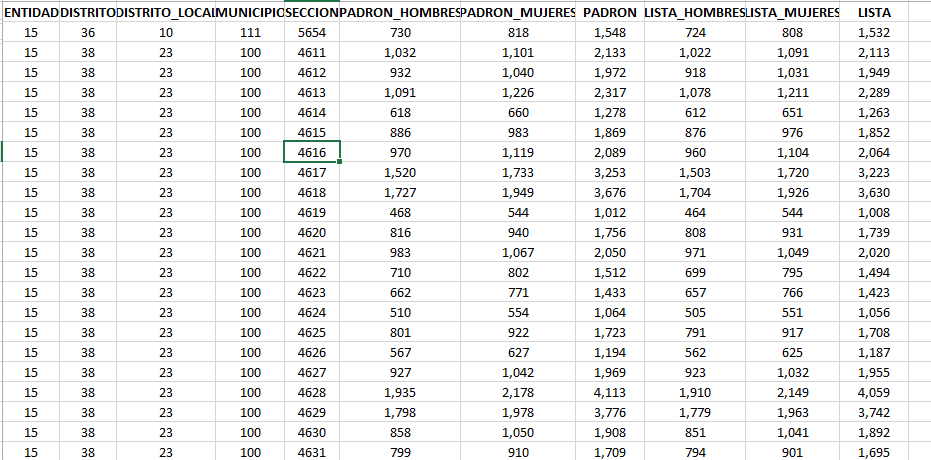 ENTIDAD DISTRITO DISTRITO_LOCAL MUNICIPIO SECCION PADRON_HOMBRES PADRON_MUJERES PADRON LISTA_HOMBRES LISTA_MUJERES LISTA
15 36 10 111 5654 730 818 1,548 724 808 1,532
15 38 23 100 4611 1,032 1,101 2,133 1,022 1,091 2,113
15 38 23 100 4612 932 1,040 1,972 918 1,031 1,949
15 38 23 100 4613 1,091 1,226 2,317 1,078 1,211 2,289
15 38 23 100 4614 618 660 1,278 612 651 1,263
15 38 23 100 4615 886 983 1,869 876 976 1,852
15 38 23 100 4616 970 1,119 2,089 960 1,104 2,064
15 38 23 100 4617 1,520 1,733 3,253 1,503 1,720 3,223
15 38 23 100 4618 1,727 1,949 3,676 1,704 1,926 3,630
15 38 23 100 4619 468 544 1,012 464 544 1,008
15 38 23 100 4620 816 940 1,756 808 931 1,739
15 38 23 100 4621 983 1,067 2,050 971 1,049 2,020
15 38 23 100 4622 710 802 1,512 699 795 1,494
15 38 23 100 4623 662 771 1,433 657 766 1,423
15 38 23 100 4624 510 554 1,064 505 551 1,056
15 38 23 100 4625 801 922 1,723 791 917 1,708
15 38 23 100 4626 567 627 1,194 562 625 1,187
15 38 23 100 4627 927 1,042 1,969 923 1,032 1,955
15 38 23 100 4628 1,935 2,178 4,113 1,910 2,149 4,059
15 38 23 100 4629 1,798 1,978 3,776 1,779 1,963 3,742
15 38 23 100 4630 858 1,050 1,908 851 1,041 1,892
15 38 23 100 4631 799 910 1,709 794 901 1,695